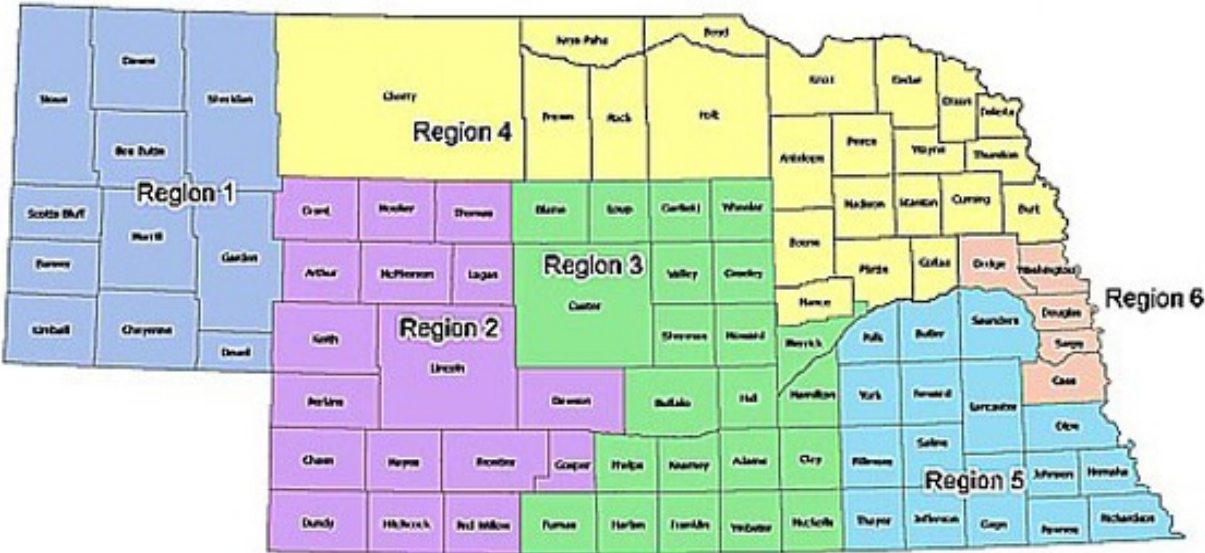 Sioux
Dawes
Sheridan
Box Butte
Region 1
Scotts Bluff
Morrill
Garden
Banner
Kimball
Cheyenne
Deuel
Cherry
Region 4
Keya Paha
Boyd
Brown
Rock
Holt
Knox
Cedar
Dixon
Dakota
Antelope
Pierce
Wayne
Thurston
Madison
Stanton
Cuming
Burt
Boone
Platte
Colfax
Nance
Grant
Hooker
Thomas
Arthur
McPherson
Logan
Region 2
Keith
Lincoln
Perkins
Dawson
Chase
Hayes
Frontier
Gosper
Dundy
Hitchcock
Red Willow
Blaine
Loup
Garfield
Wheeler
Region 3
Custer
Valley
Greeley
Sherman
Howard
Merrick
Buffalo
Hall
Hamilton
Phelps
Kearney
Adams
Clay
Furnas
Harlan
Franklin
Webster
Nuckolls
Dodge
Washington
Region 6
Douglas
Sarpy
Cass
Polk
Butler
Saunders
York
Seward
Lancaster
Otoe
Fillmore
Saline
Region 5
Johnson
Nemaha
Thayer
Jefferson
Gage
Pawnee
Richardson